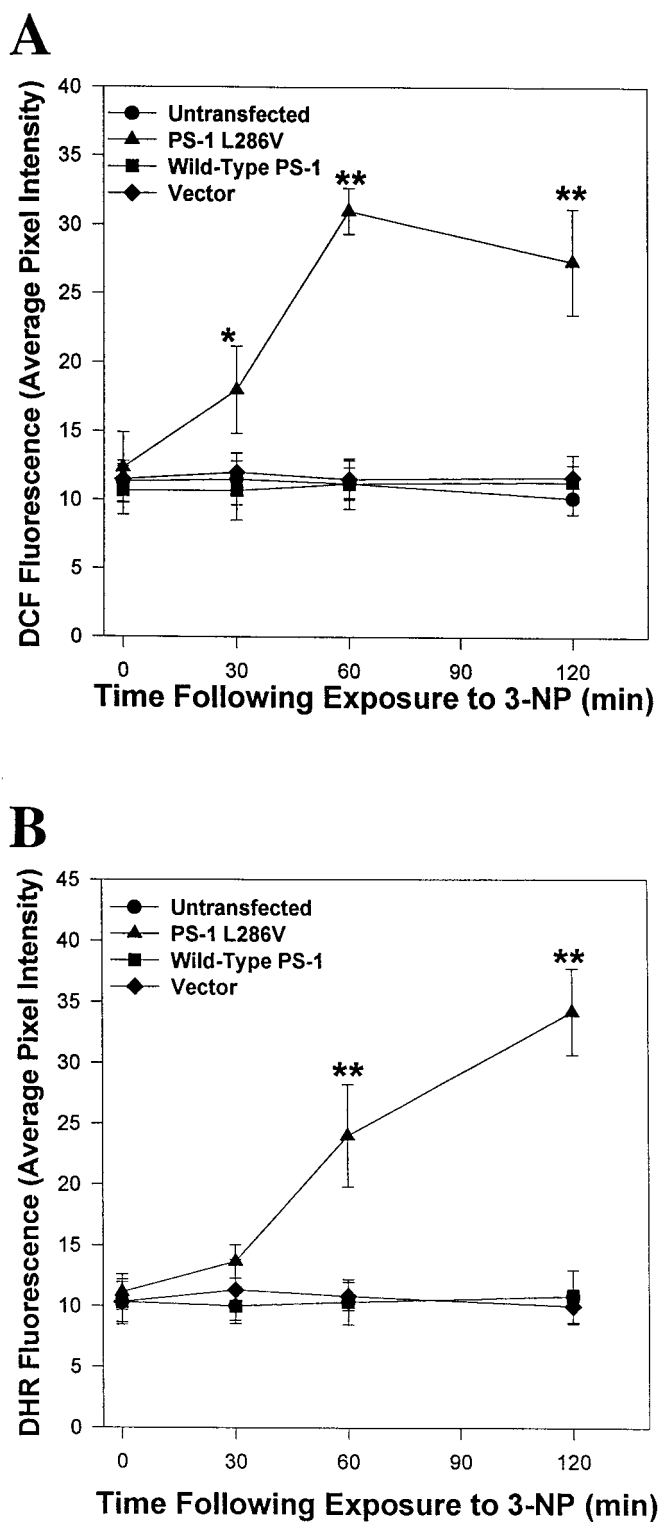 A
DCF Fluorescence (Average Pixel Intensity)
40
35
30
25
20
15
10
5
0
Untransfected
PS-1 L286V
Wild-Type PS-1
Vector
*
**
**
0 30 60 90 120
Time Following Exposure to 3-NP (min)
B
DHR Fluorescence (Average Pixel Intensity)
45
40
35
30
25
20
15
10
5
0
Untransfected
PS-1 L286V
Wild-Type PS-1
Vector
**
**
0 30 60 90 120
Time Following Exposure to 3-NP (min)